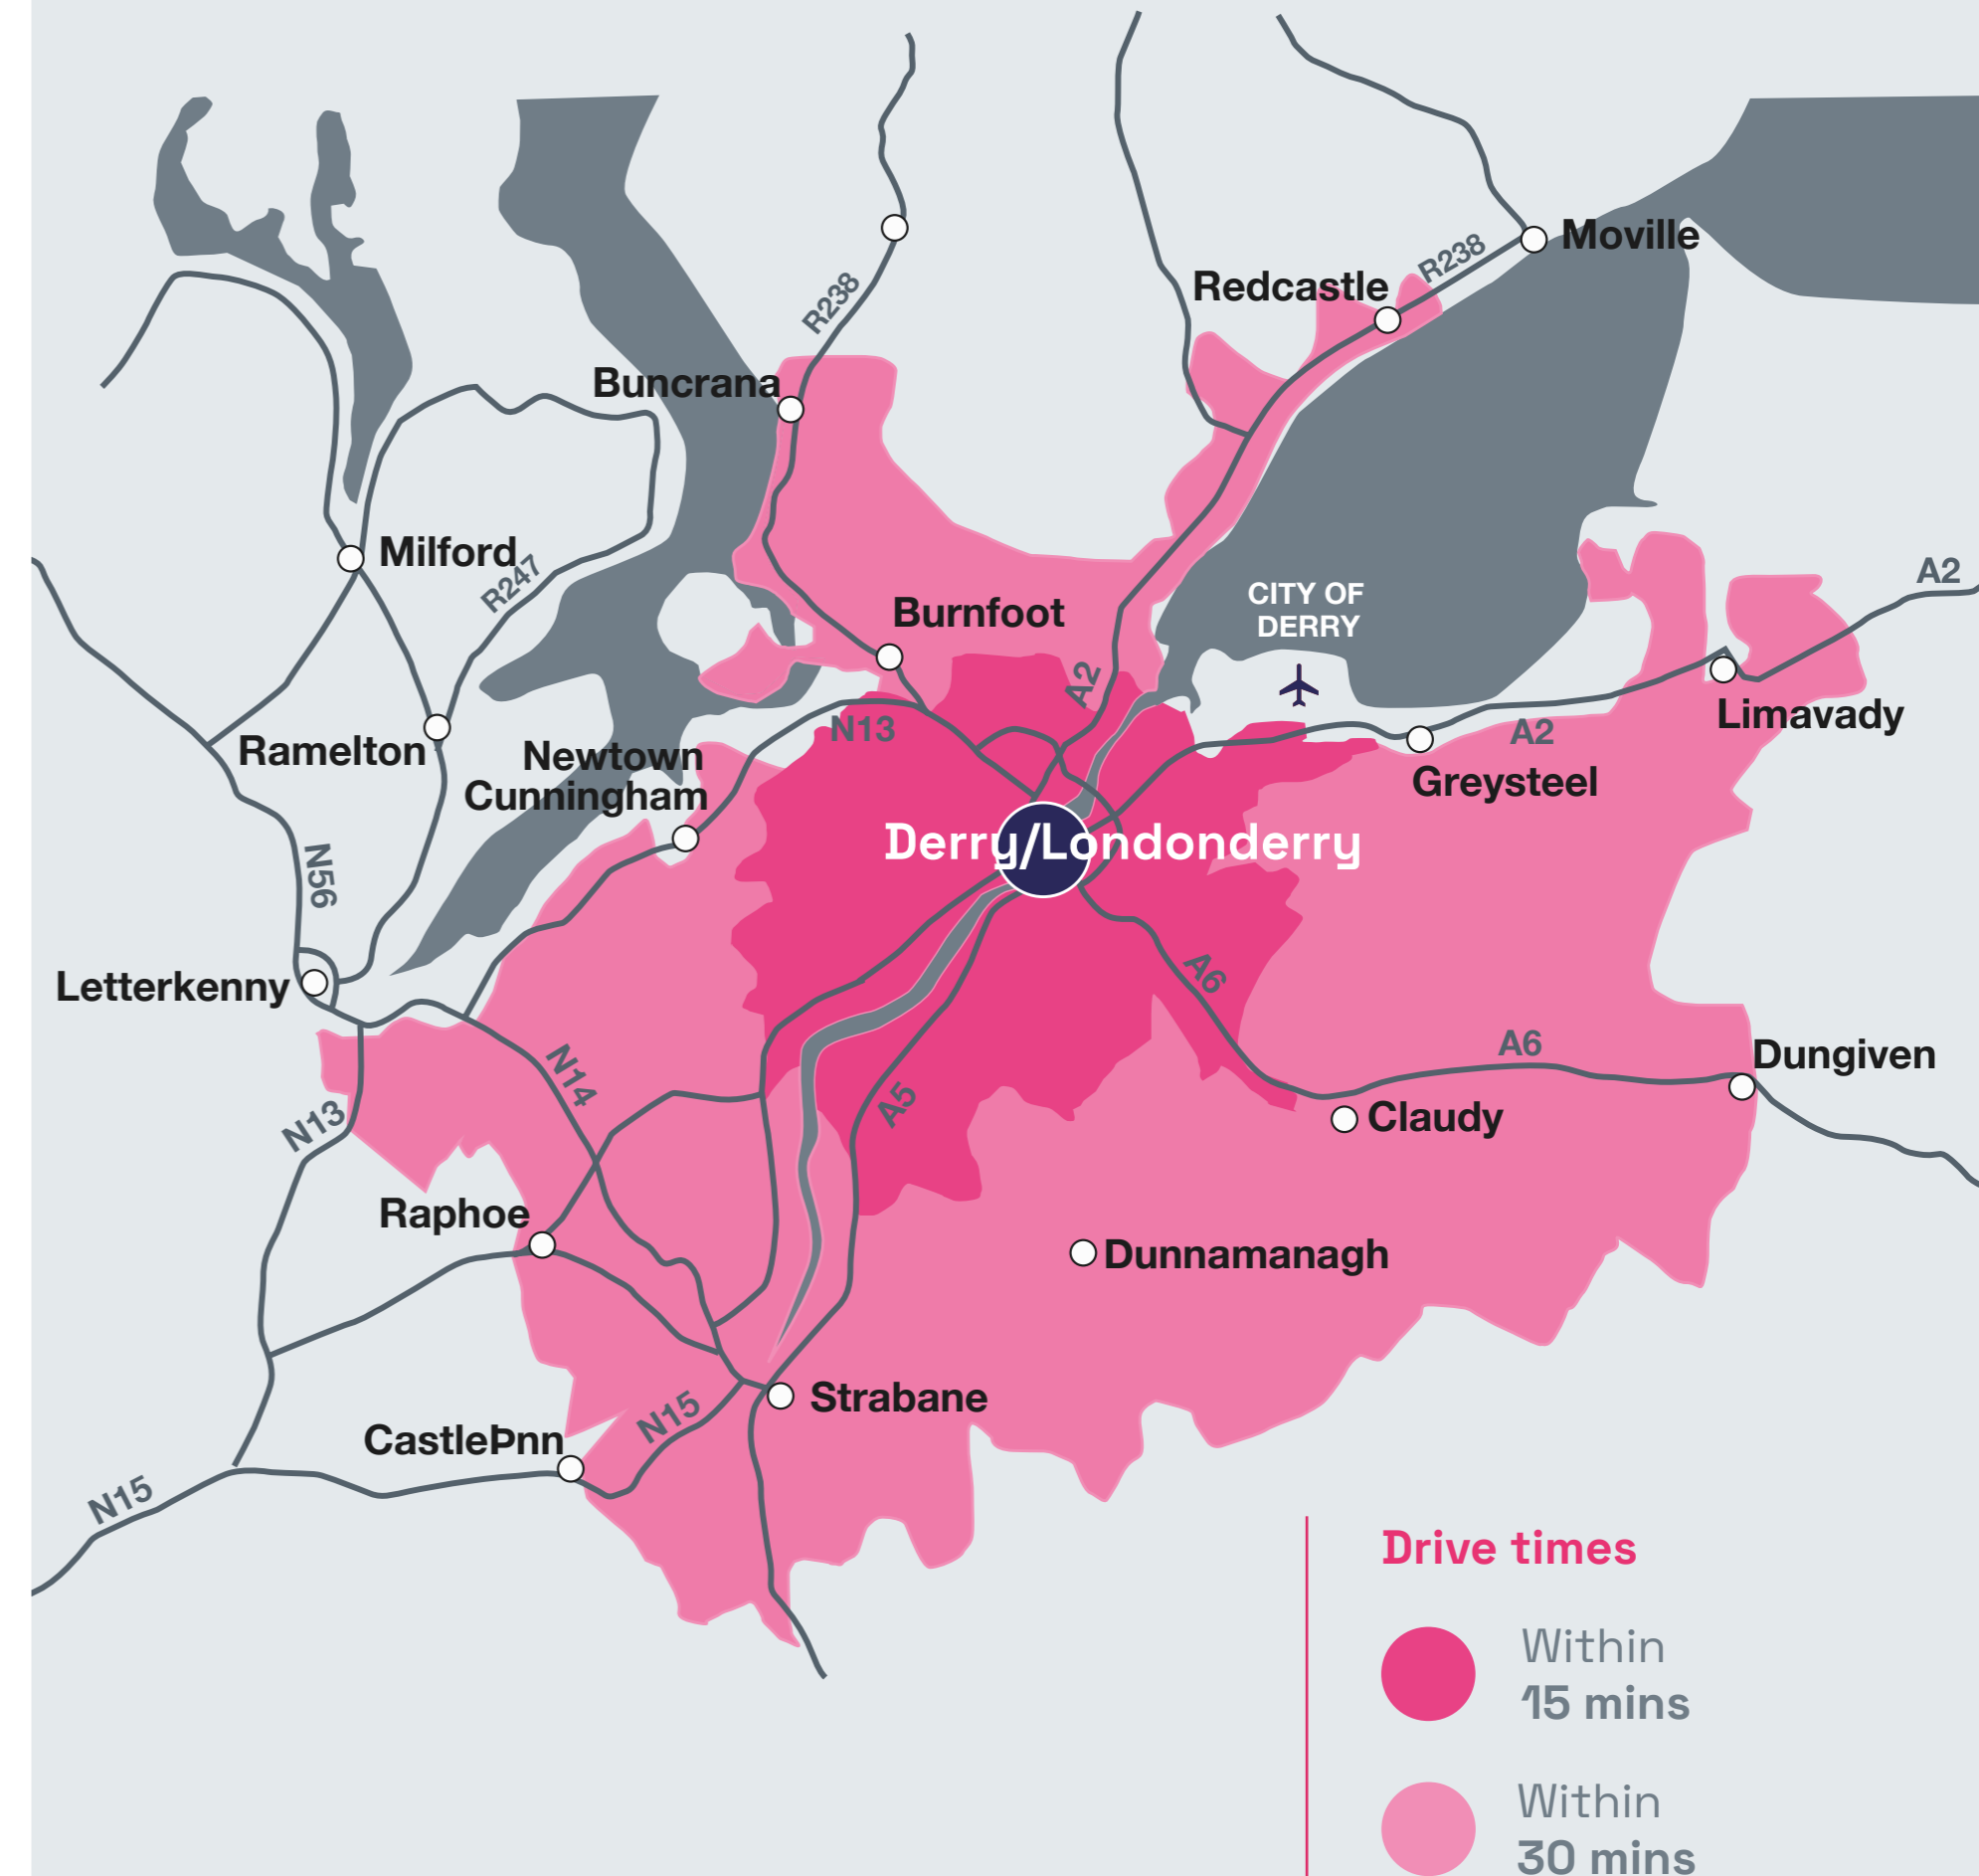 Moville
R238
Redcastle
R238
Buncrana
Milford
R247
A2
CITY OF
DERRY
Burnfoot
A2
Limavady
N13
A2
Ramelton
Newtown
Cunningham
Greysteel
Derry/Londonderry
N56
Letterkenny
A6
A6
Dungiven
N14
A5
N13
Claudy
Raphoe
Dunnamanagh
Strabane
N15
CastleÞnn
N15
Drive times
Within
15 mins
Within
30 mins